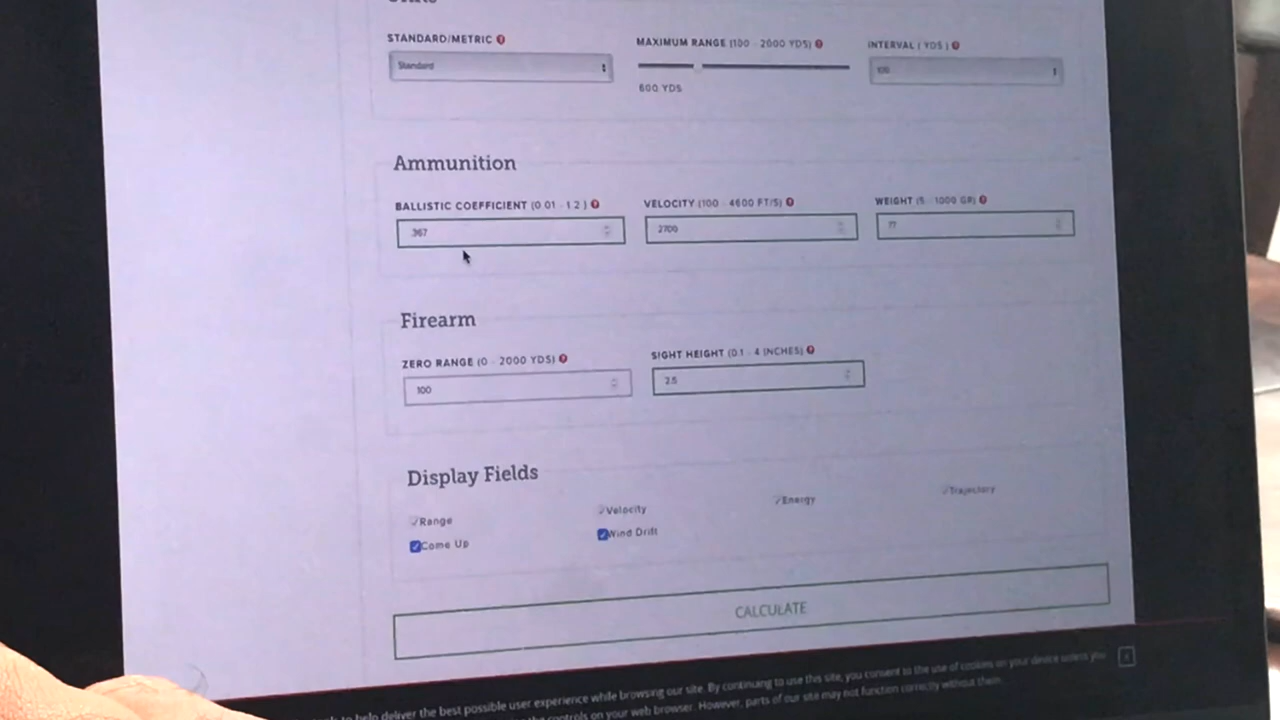 STANDARD/METRIC
MAXIMUM RANGE (100 - 2000 YDS)
INTERVAL ( YDS )
Standard
600 YDS
100
Ammunition
BALLISTIC COEFFICIENT (0.01 - 1.2 )
VELOCITY (100 - 4600 FT/S)
WEIGHT (5 - 1000 GR)
.367
2700
77
Firearm
ZERO RANGE (0 - 2000 YDS)
SIGHT HEIGHT (0.1 - 4 INCHES)
100
2.5
Display Fields
Range
Velocity
Energy
Trajectory
Come Up
Wind Drift
CALCULATE
to help deliver the best possible user experience while browsing our site. By continuing to use this site, you consent to the use of cookies on your device unless you
controls on your web browser. However, parts of our site may not function correctly without them.